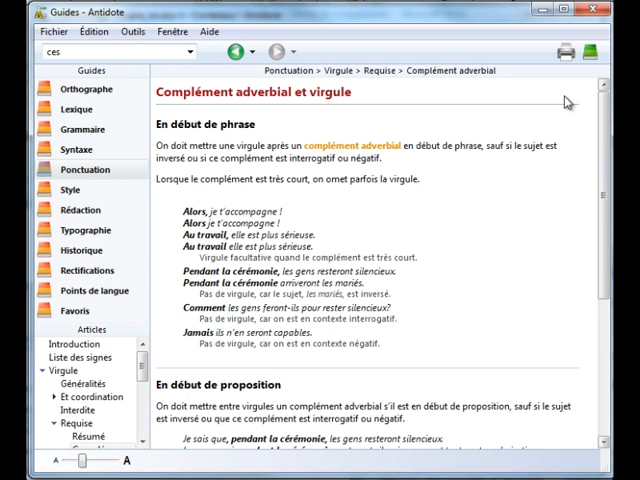 Guides - Antidote
Fichier Édition Outils Fenêtre Aide
ces
Guides
Orthographe
Lexique
Grammaire
Syntaxe
Ponctuation
Style
Rédaction
Typographie
Historique
Rectifications
Points de langue
Favoris
Articles
Introduction
Liste des signes
Virgule
Généralités
Et coordination
Interdite
Requise
Résumé
A A
Ponctuation > Virgule > Requise > Complément adverbial
Complément adverbial et virgule
En début de phrase
On doit mettre une virgule après un complément adverbial en début de phrase, sauf si le sujet est
inversé ou si ce complément est interrogatif ou négatif.
Lorsque le complément est très court, on omet parfois la virgule.
Alors, je t'accompagne !
Alors je t'accompagne !
Au travail, elle est plus sérieuse.
Au travail elle est plus sérieuse.
Virgule facultative quand le complément est très court.
Pendant la cérémonie, les gens resteront silencieux.
Pendant la cérémonie arriveront les mariés.
Pas de virgule, car le sujet, les mariés, est inversé.
Comment les gens feront-ils pour rester silencieux?
Pas de virgule, car on est en contexte interrogatif.
Jamais ils n'en seront capables.
Pas de virgule, car on est en contexte négatif.
En début de proposition
On doit mettre entre virgules un complément adverbial s'il est en début de proposition, sauf si le sujet
est inversé ou que ce complément est interrogatif ou négatif.
Je sais que, pendant la cérémonie, les gens resteront silencieux.